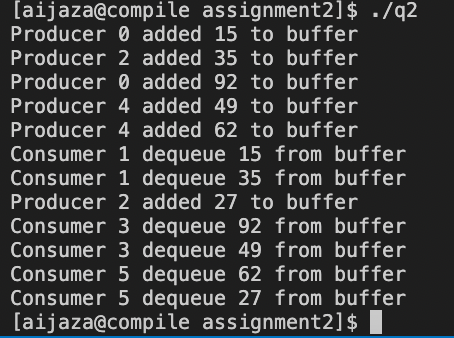 [aijaza@compile assignment2]$ ./q2
Producer 0 added 15 to buffer
Producer 2 added 35 to buffer
Producer 0 added 92 to buffer
Producer 4 added 49 to buffer
Producer 4 added 62 to buffer
Consumer 1 dequeue 15 from buffer
Consumer 1 dequeue 35 from buffer
Producer 2 added 27 to buffer
Consumer 3 dequeue 92 from buffer
Consumer 3 dequeue 49 from buffer
Consumer 5 dequeue 62 from buffer
Consumer 5 dequeue 27 from buffer
[aijaza@compile assignment2]$